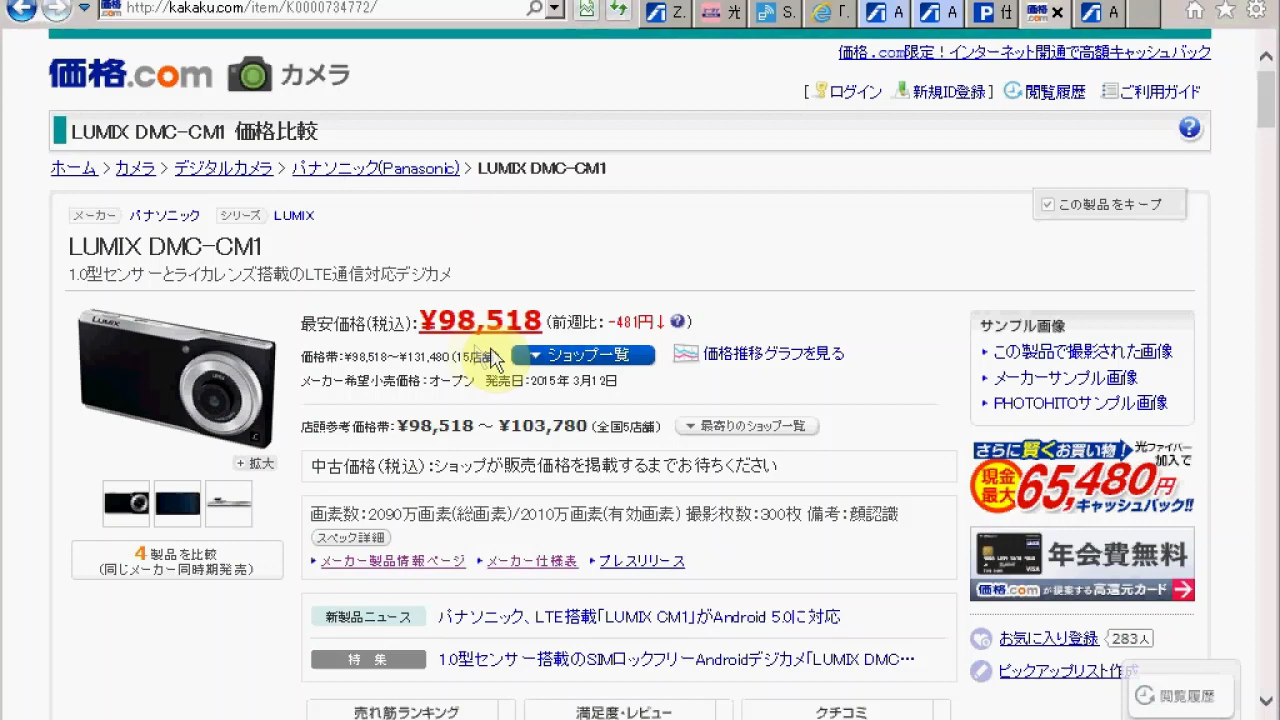 http://kakaku.com/item/K0000734772/
Z. 光 S. 「. A A P 仕 価格.com A
価格.com カメラ
価格.com限定！インターネット開通で高額キャッシュバック
[ ログイン 新規ID登録 ] 閲覧履歴 ご利用ガイド
LUMIX DMC-CM1 価格比較
ホーム > カメラ > デジタルカメラ > パナソニック(Panasonic) > LUMIX DMC-CM1
この製品をキープ
メーカー パナソニック シリーズ LUMIX
LUMIX DMC-CM1
1.0型センサーとライカレンズ搭載のLTE通信対応デジカメ
最安価格(税込):¥98,518 (前週比: -481円↓ )
価格帯:¥98,518〜¥131,480 (15店舗) ショップ一覧 価格推移グラフを見る
メーカー希望小売価格：オープン 発売日:2015年 3月12日
店頭参考価格帯:¥98,518 〜 ¥103,780 (全国5店舗) 最寄りのショップ一覧
中古価格(税込):ショップが販売価格を掲載するまでお待ちください
画素数:2090万画素(総画素)/2010万画素(有効画素) 撮影枚数:300枚 備考：顔認識
スペック詳細
メーカー製品情報ページ メーカー仕様表 プレスリリース
LUMIX
+ 拡大
4製品を比較
(同じメーカー・同時期発売)
新製品ニュース パナソニック、LTE搭載「LUMIX CM1」がAndroid 5.0に対応
特 集 1.0型センサー搭載のSIMロックフリーAndroidデジカメ「LUMIX DMC…
売れ筋ランキング 満足度・レビュー クチコミ
サンプル画像
この製品で撮影された画像
メーカーサンプル画像
PHOTOHITOサンプル画像
さらに賢くお買い物！ 光ファイバー加入で
現金最大65,480円キャッシュバック!!
VISA
年会費無料
価格.comが提案する高還元カード
お気に入り登録 283人
ピックアップリスト作成
閲覧履歴